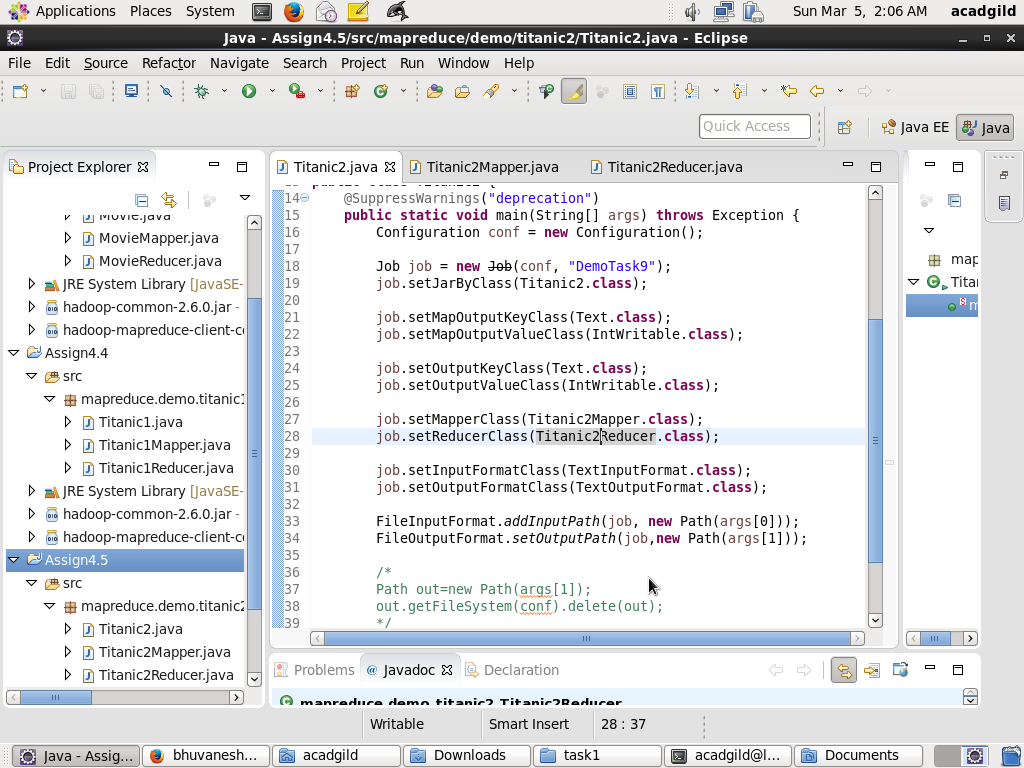 Applications Places System Sun Mar 5, 2:06 AM acadgild
Java - Assign4.5/src/mapreduce/demo/titanic2/Titanic2.java - Eclipse
File Edit Source Refactor Navigate Search Project Run Window Help
Quick Access Java EE Java
Project Explorer
Movie.java
MovieMapper.java
MovieReducer.java
JRE System Library [JavaSE-
hadoop-common-2.6.0.jar -
hadoop-mapreduce-client-co
Assign4.4
src
mapreduce.demo.titanic1
Titanic1.java
Titanic1Mapper.java
Titanic1Reducer.java
JRE System Library [JavaSE-
hadoop-common-2.6.0.jar -
hadoop-mapreduce-client-co
Assign4.5
src
mapreduce.demo.titanic2
Titanic2.java
Titanic2Mapper.java
Titanic2Reducer.java
Titanic2.java Titanic2Mapper.java Titanic2Reducer.java
14 @SuppressWarnings("deprecation")
15 public static void main(String[] args) throws Exception {
16 Configuration conf = new Configuration();
17
18 Job job = new Job(conf, "DemoTask9");
19 job.setJarByClass(Titanic2.class);
20
21 job.setMapOutputKeyClass(Text.class);
22 job.setMapOutputValueClass(IntWritable.class);
23
24 job.setOutputKeyClass(Text.class);
25 job.setOutputValueClass(IntWritable.class);
26
27 job.setMapperClass(Titanic2Mapper.class);
28 job.setReducerClass(Titanic2Reducer.class);
29
30 job.setInputFormatClass(TextInputFormat.class);
31 job.setOutputFormatClass(TextOutputFormat.class);
32
33 FileInputFormat.addInputPath(job, new Path(args[0]));
34 FileOutputFormat.setOutputPath(job,new Path(args[1]));
35
36 /*
37 Path out=new Path(args[1]);
38 out.getFileSystem(conf).delete(out);
39 */
map
Titan
m
Problems @ Javadoc Declaration
mapreduce.demo.titanic2.Titanic2Reducer
Writable Smart Insert 28 : 37
Java - Assig... bhuvanesh... acadgild Downloads task1 acadgild@l... Documents